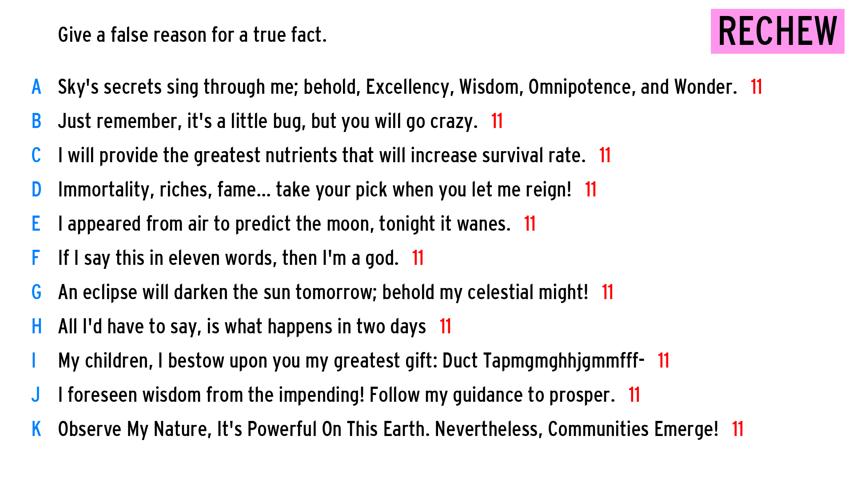 Give a false reason for a true fact.
RECHEW
A Sky's secrets sing through me; behold, Excellency, Wisdom, Omnipotence, and Wonder. 11
B Just remember, it's a little bug, but you will go crazy. 11
C I will provide the greatest nutrients that will increase survival rate. 11
D Immortality, riches, fame... take your pick when you let me reign! 11
E I appeared from air to predict the moon, tonight it wanes. 11
F If I say this in eleven words, then I'm a god. 11
G An eclipse will darken the sun tomorrow; behold my celestial might! 11
H All I'd have to say, is what happens in two days 11
I My children, I bestow upon you my greatest gift: Duct Tapmgmghhjgmmfff- 11
J I foreseen wisdom from the impending! Follow my guidance to prosper. 11
K Observe My Nature, It's Powerful On This Earth. Nevertheless, Communities Emerge! 11